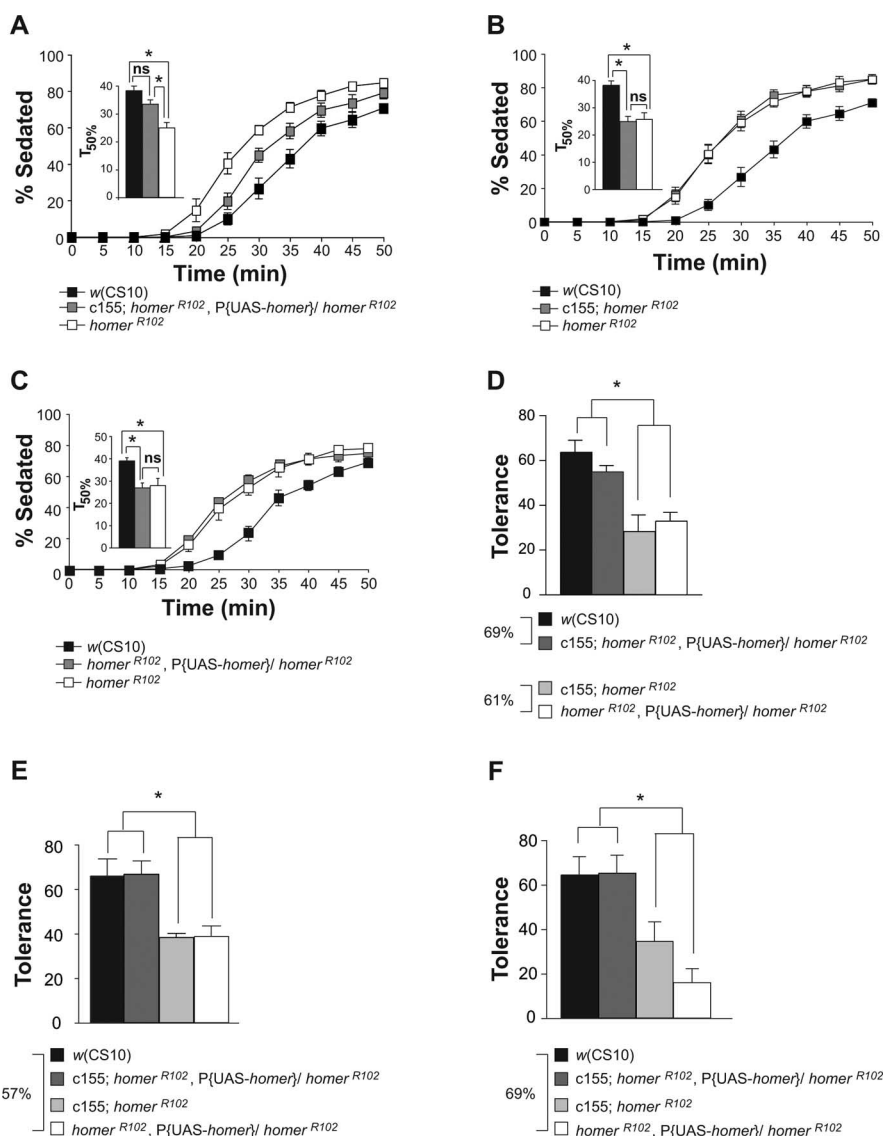 A
B
100
80
60
40
20
0
% Sedated
40
30
20
10
0
T50%
*
ns
*
0 5 10 15 20 25 30 35 40 45 50
Time (min)
w(CS10)
c155; homer R102, P{UAS-homer}/ homer R102
homer R102
100
80
60
40
20
0
% Sedated
40
30
20
10
0
T50%
*
*
ns
0 5 10 15 20 25 30 35 40 45 50
Time (min)
w(CS10)
c155; homer R102
homer R102
C
D
100
80
60
40
20
0
% Sedated
50
40
30
20
10
0
T50%
*
*
ns
0 5 10 15 20 25 30 35 40 45 50
Time (min)
w(CS10)
homer R102, P{UAS-homer}/ homer R102
homer R102
*
80
60
40
20
0
Tolerance
69%
w(CS10)
c155; homer R102, P{UAS-homer}/ homer R102
61%
c155; homer R102
homer R102, P{UAS-homer}/ homer R102
E
F
*
80
60
40
20
0
Tolerance
57%
w(CS10)
c155; homer R102, P{UAS-homer}/ homer R102
c155; homer R102
homer R102, P{UAS-homer}/ homer R102
*
80
60
40
20
0
Tolerance
69%
w(CS10)
c155; homer R102, P{UAS-homer}/ homer R102
c155; homer R102
homer R102, P{UAS-homer}/ homer R102